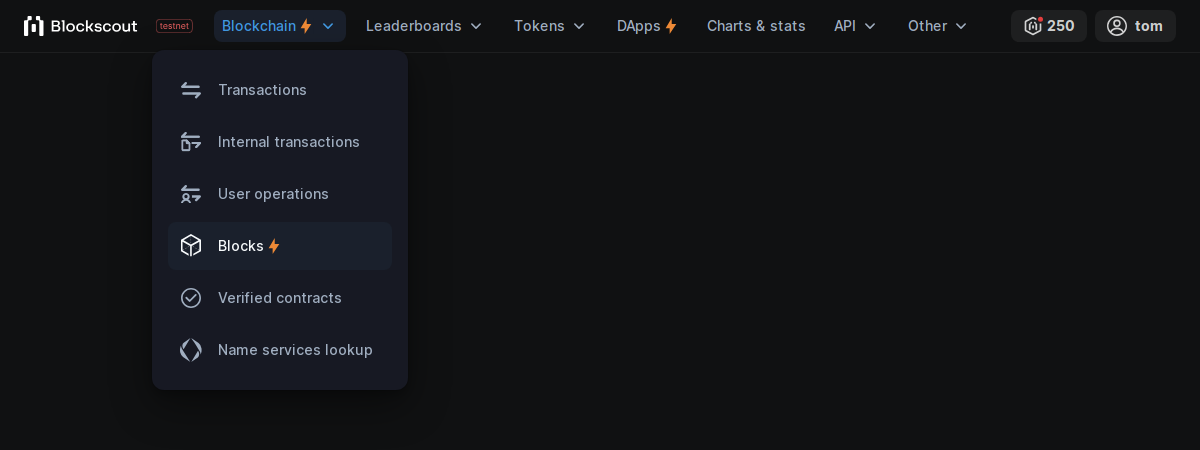 Blockscout testnet Blockchain Leaderboards Tokens DApps Charts & stats API Other 250 tom
Transactions
Internal transactions
User operations
Blocks
Verified contracts
Name services lookup